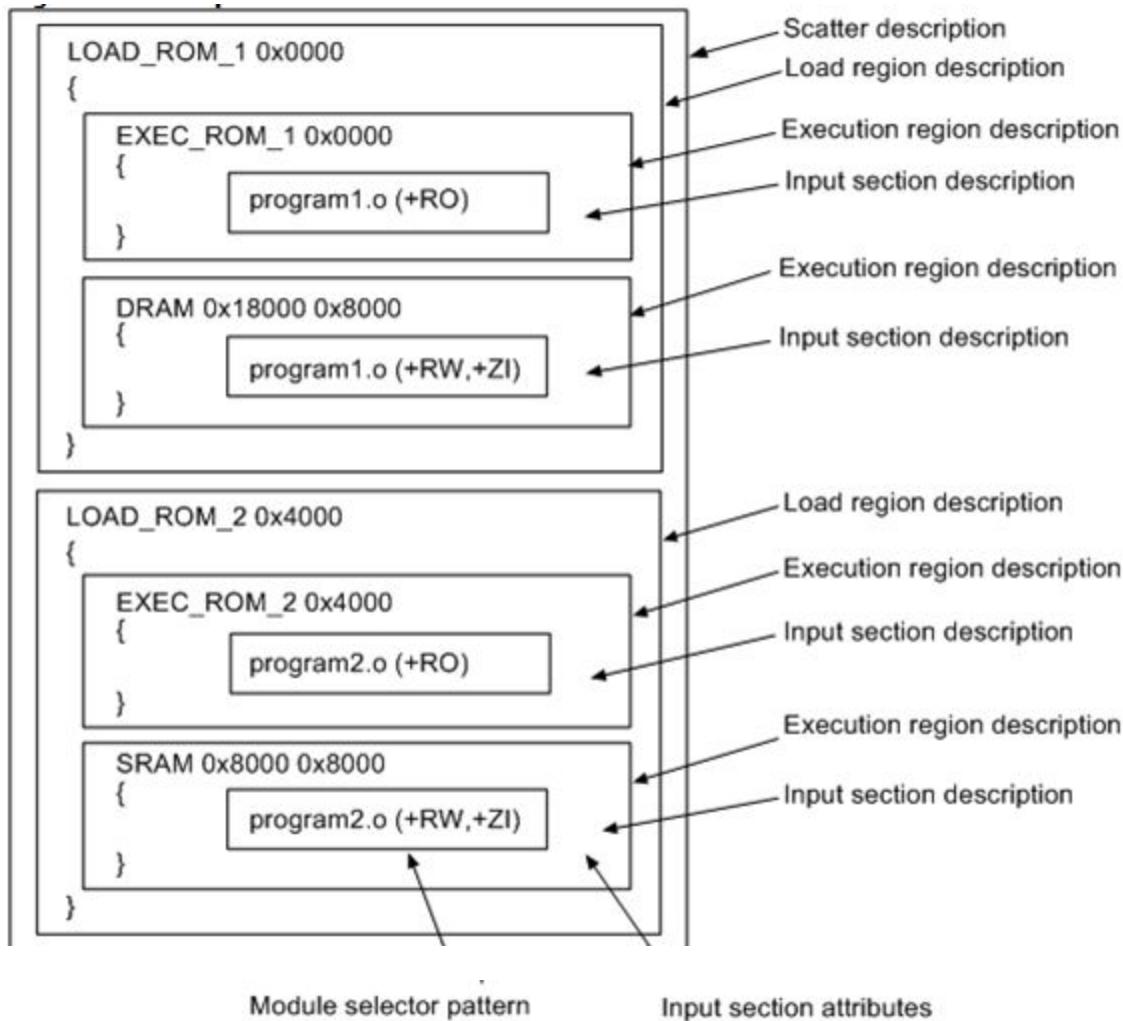 Scatter description
LOAD_ROM_1 0x0000
Load region description
{
EXEC_ROM_1 0x0000
Execution region description
{
program1.o (+RO)
Input section description
}
DRAM 0x18000 0x8000
Execution region description
{
program1.o (+RW,+ZI)
Input section description
}
}
LOAD_ROM_2 0x4000
Load region description
{
EXEC_ROM_2 0x4000
Execution region description
{
program2.o (+RO)
Input section description
}
SRAM 0x8000 0x8000
Execution region description
{
program2.o (+RW,+ZI)
Input section description
}
}
Module selector pattern
Input section attributes